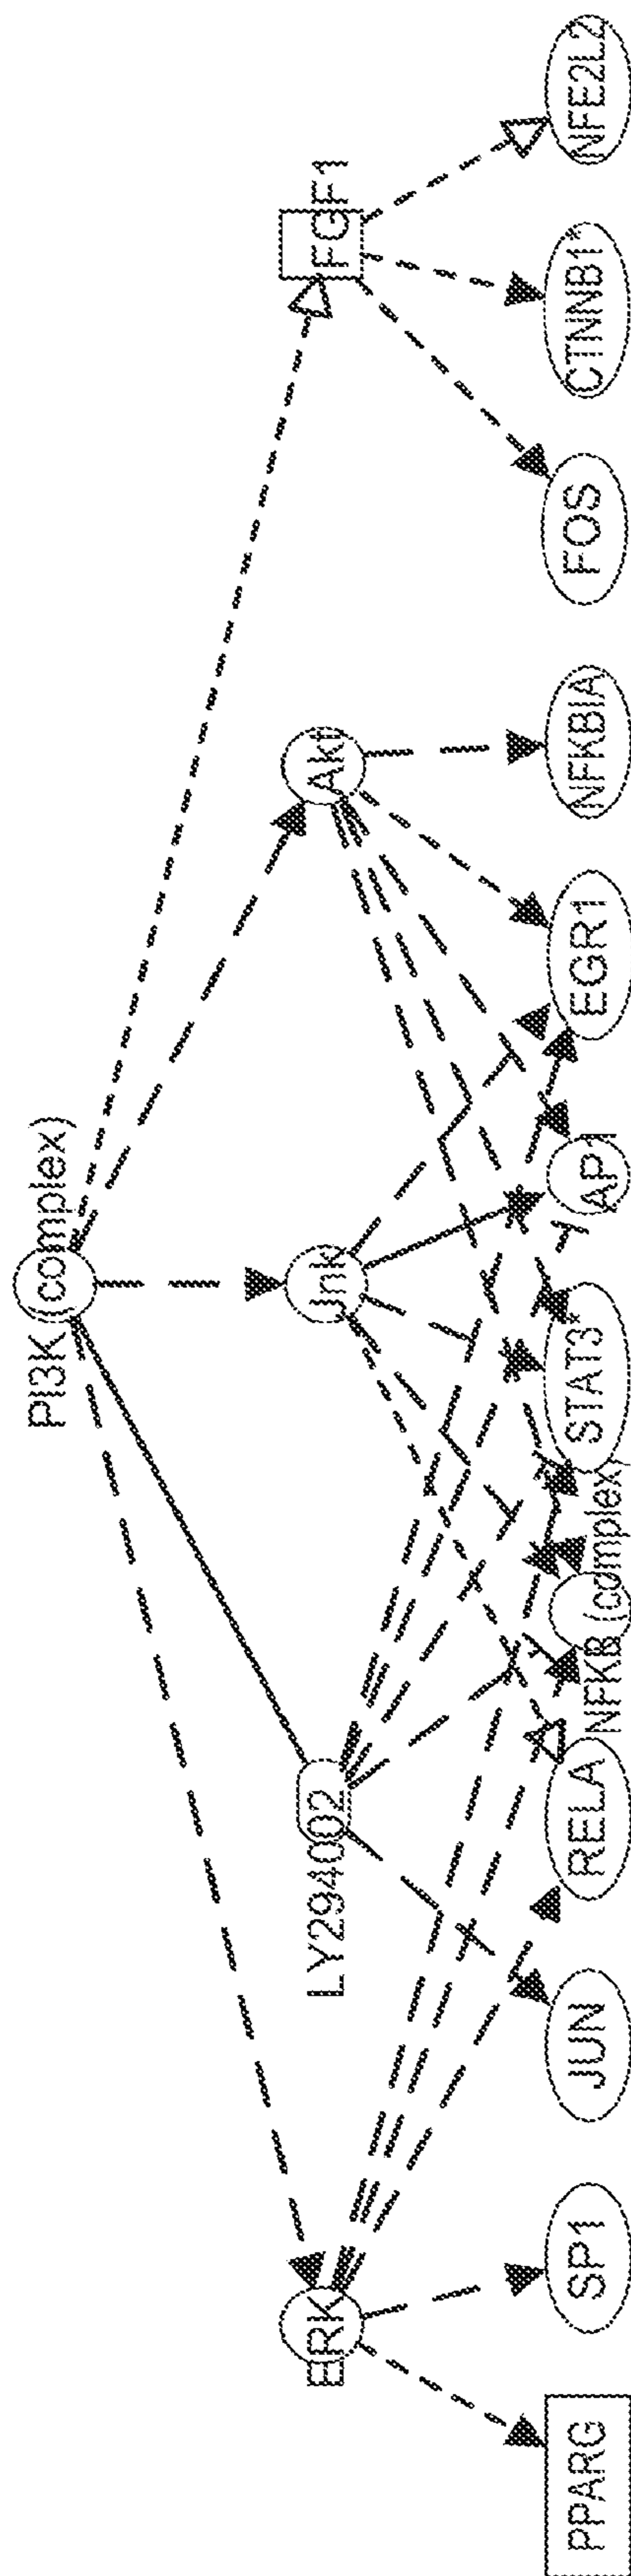 PI3K (complex)
ERK
LY294002
Jnk
Akt
FGF1
PPARG
SP1
JUN
RELA
NFKB (complex)
STAT3*
AP1
EGR1
NFKBIA
FOS
CTNNB1*
NFE2L2